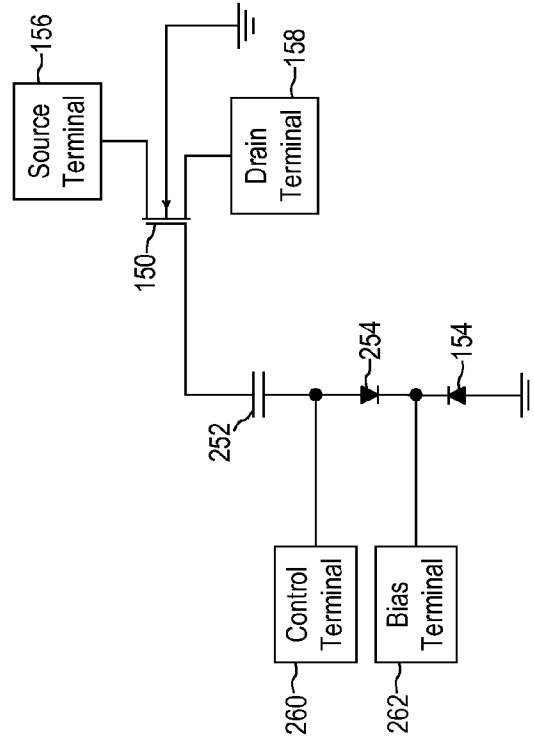 156
Source
Terminal
150
158
Drain
Terminal
252
254
154
260
Control
Terminal
262
Bias
Terminal